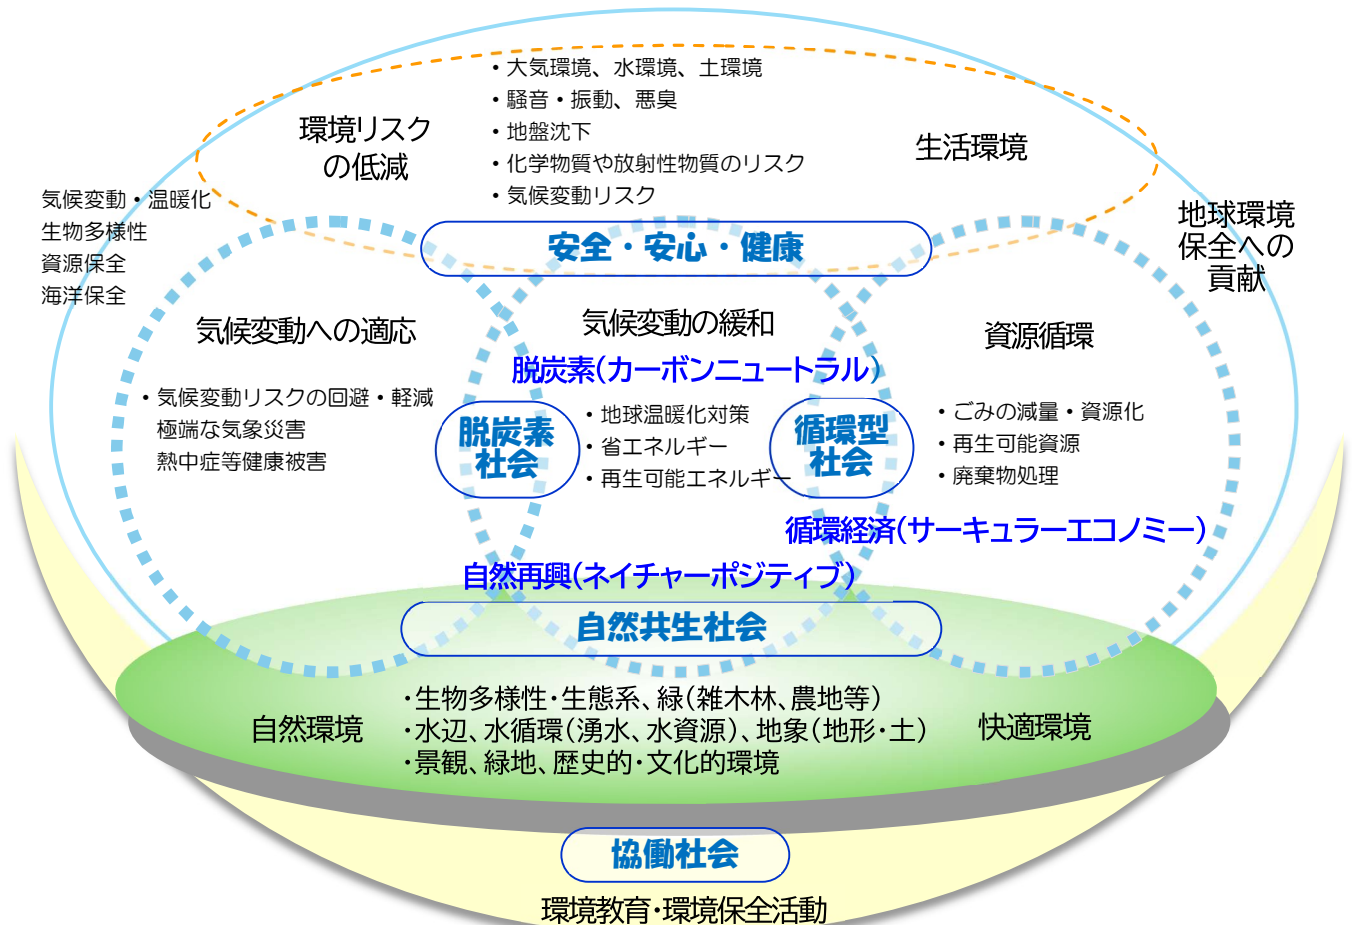 ・大気環境、水環境、土環境
・騒音・振動、悪臭
・地盤沈下
・化学物質や放射性物質のリスク
・気候変動リスク
環境リスク
の低減
生活環境
気候変動・温暖化
生物多様性
資源保全
海洋保全
地球環境
保全への
貢献
安全・安心・健康
気候変動への適応
・気候変動リスクの回避・軽減
極端な気象災害
熱中症等健康被害
気候変動の緩和
脱炭素(カーボンニュートラル)
脱炭素
社会
・地球温暖化対策
・省エネルギー
・再生可能エネルギー
循環型
社会
資源循環
・ごみの減量・資源化
・再生可能資源
・廃棄物処理
循環経済(サーキュラーエコノミー)
自然再興(ネイチャーポジティブ)
自然共生社会
自然環境
・生物多様性・生態系、緑(雑木林、農地等)
・水辺、水循環(湧水、水資源)、地象(地形・土)
・景観、緑地、歴史的・文化的環境
快適環境
協働社会
環境教育・環境保全活動